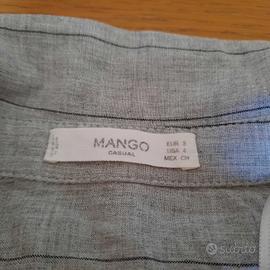 MANGO
CASUAL
EUR S
USA 4
MEX CH
subito